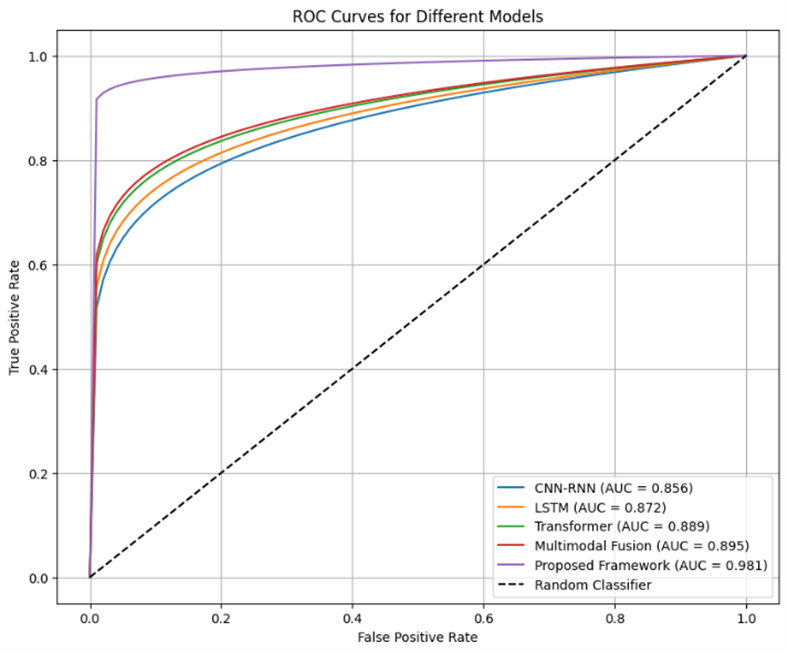 ROC Curves for Different Models
True Positive Rate
1.0
0.8
0.6
0.4
0.2
0.0
CNN-RNN (AUC = 0.856)
LSTM (AUC = 0.872)
Transformer (AUC = 0.889)
Multimodal Fusion (AUC = 0.895)
Proposed Framework (AUC = 0.981)
Random Classifier
0.0 0.2 0.4 0.6 0.8 1.0
False Positive Rate